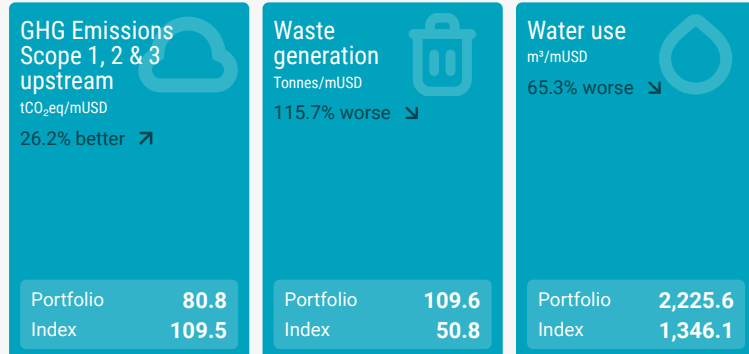 GHG Emissions
Scope 1, 2 & 3
upstream
tCO₂eq/mUSD
26.2% better
Portfolio 80.8
Index 109.5
Waste
generation
Tonnes/mUSD
115.7% worse
Portfolio 109.6
Index 50.8
Water use
m³/mUSD
65.3% worse
Portfolio 2,225.6
Index 1,346.1